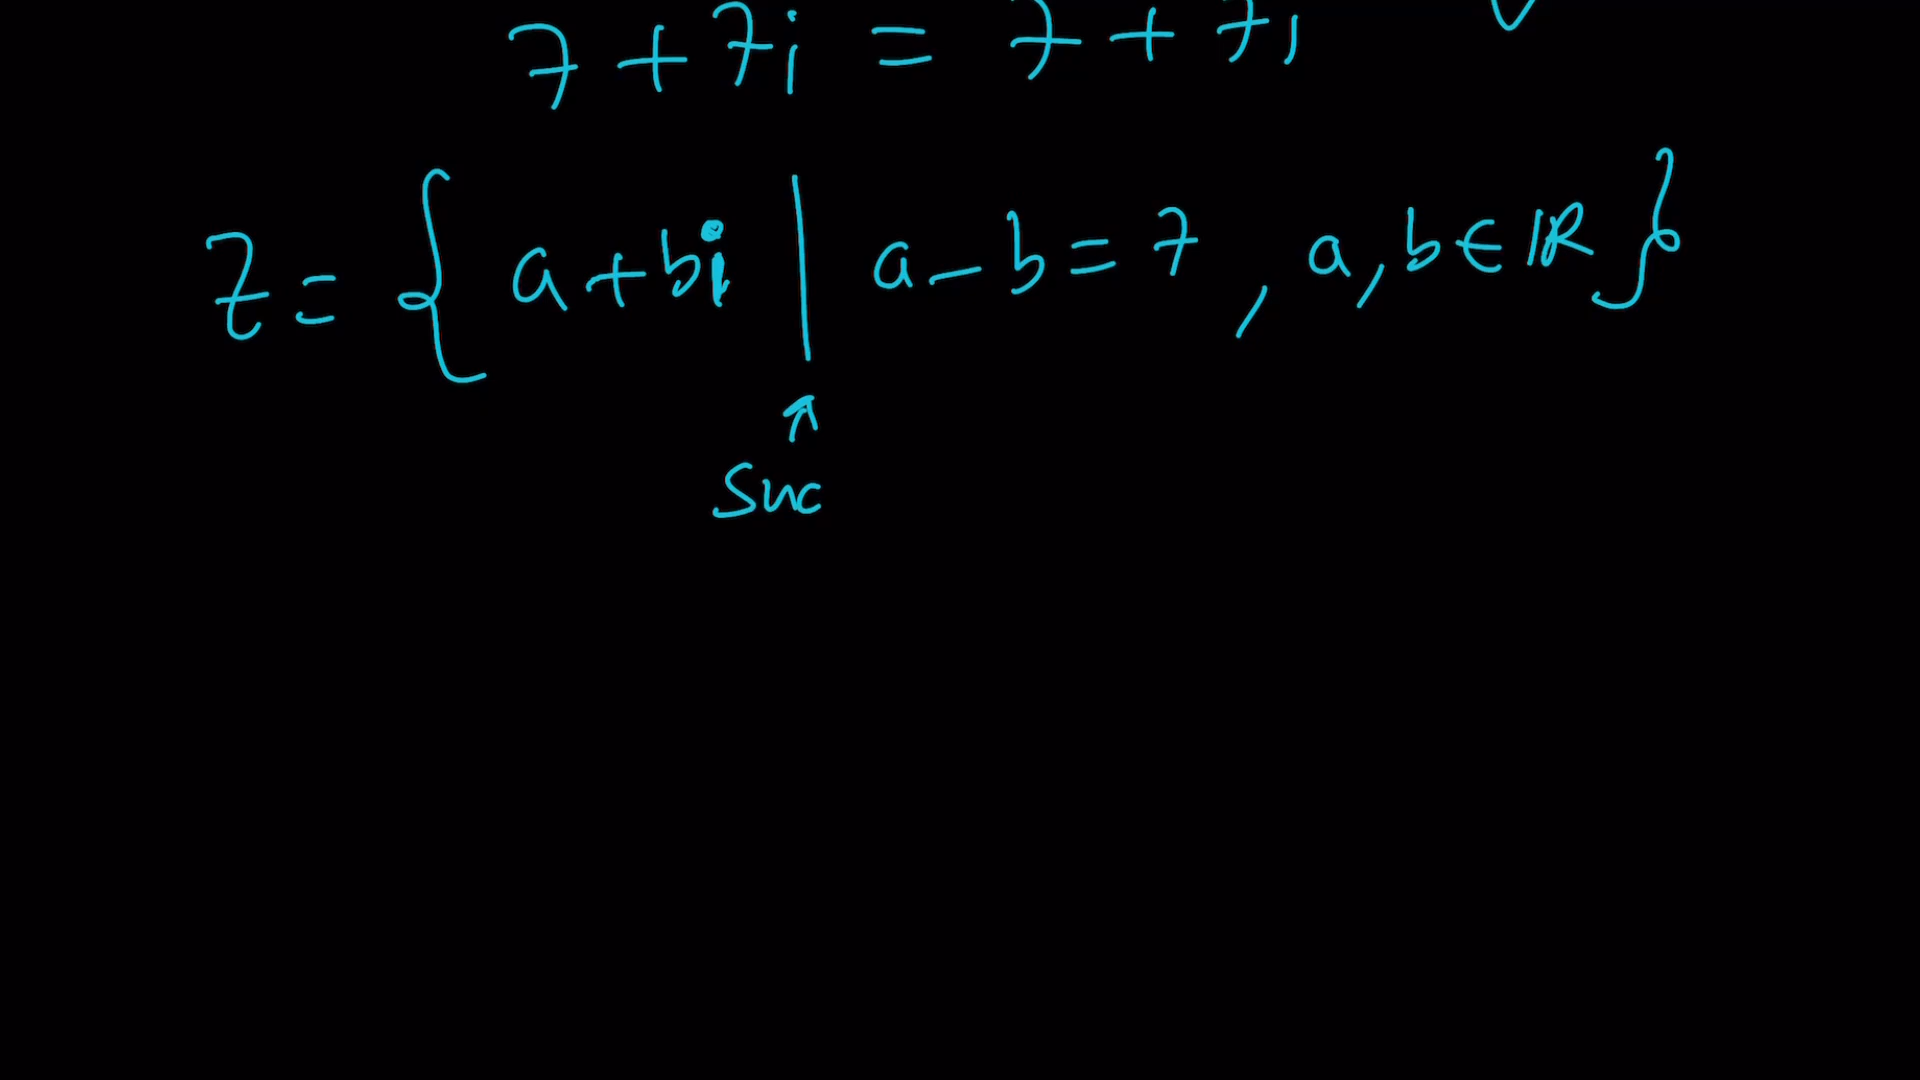 7 + 7i = 7 + 7i
z = { a + bi | a - b = 7 , a, b ∈ ℝ }
↑
Suc